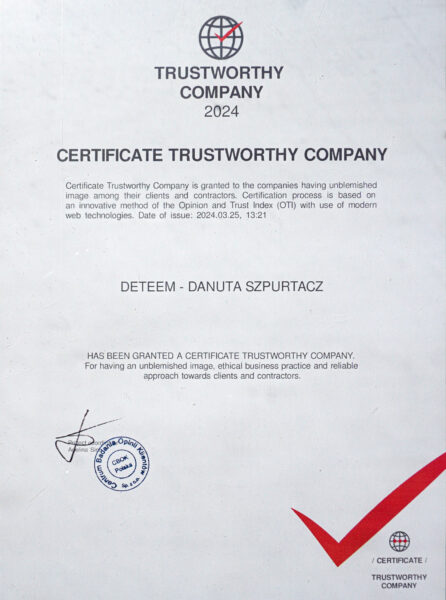 TRUSTWORTHY
COMPANY
2024
CERTIFICATE TRUSTWORTHY COMPANY
Certificate Trustworthy Company is granted to the companies having unblemished
image among their clients and contractors. Certification process is based on
an innovative method of the Opinion and Trust Index (OTI) with use of modern
web technologies. Date of issue: 2024.03.25, 13:21
DETEEM - DANUTA SZPURTACZ
HAS BEEN GRANTED A CERTIFICATE TRUSTWORTHY COMPANY.
For having an unblemished image, ethical business practice and reliable
approach towards clients and contractors.
Centrum Badania Opinii Klientów
CBOK
Polska
Sp. z o.o.
/ CERTIFICATE /
TRUSTWORTHY
COMPANY